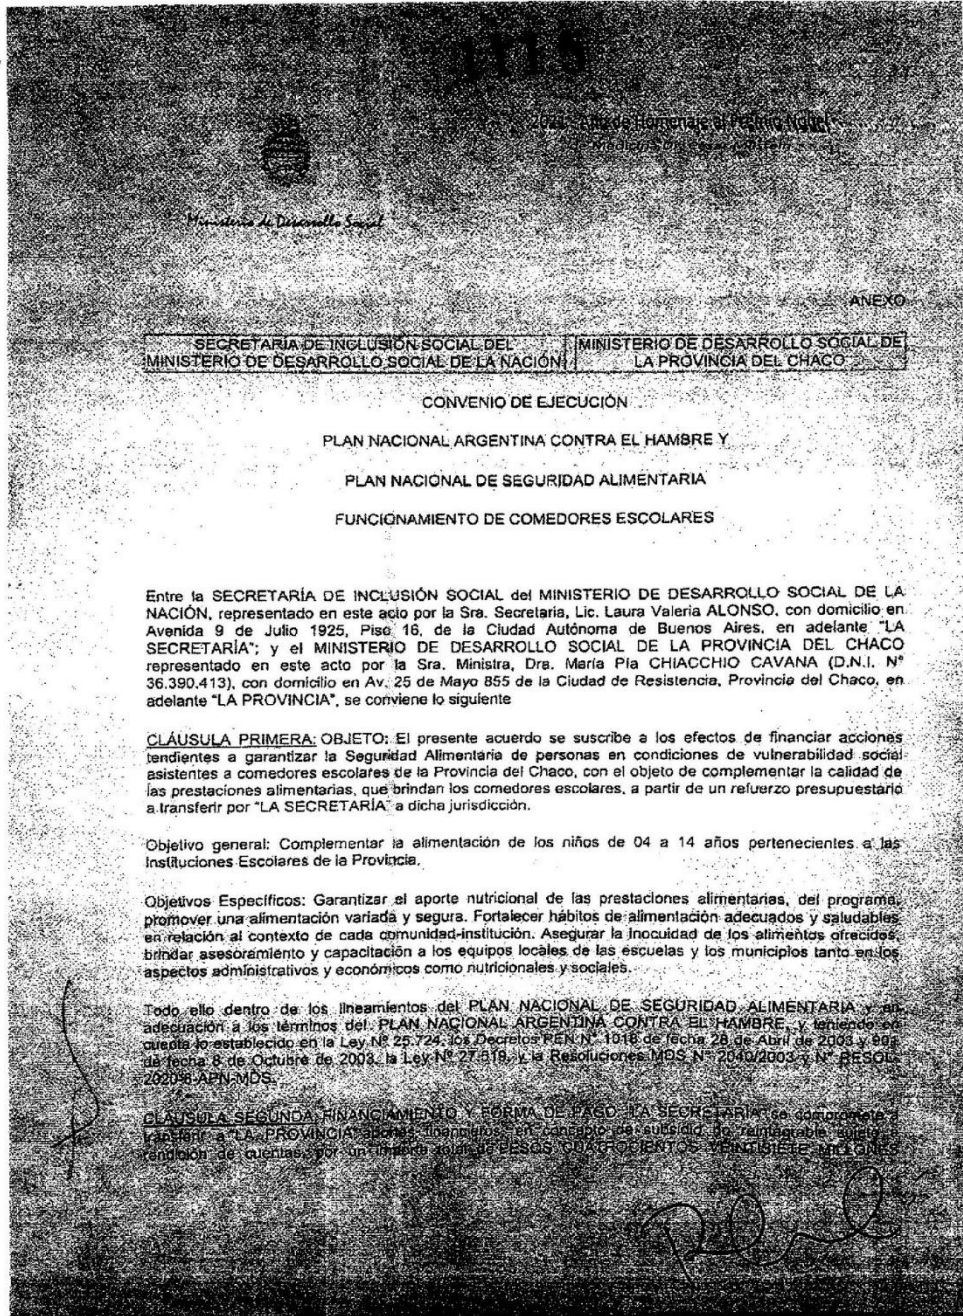 1115
2021 - Año de Homenaje al Premio Nobel
de Medicina Dr. César Milstein
Ministerio de Desarrollo Social
ANEXO
SECRETARÍA DE INCLUSIÓN SOCIAL DEL
MINISTERIO DE DESARROLLO SOCIAL DE LA NACIÓN
MINISTERIO DE DESARROLLO SOCIAL DE
LA PROVINCIA DEL CHACO
CONVENIO DE EJECUCIÓN
PLAN NACIONAL ARGENTINA CONTRA EL HAMBRE Y
PLAN NACIONAL DE SEGURIDAD ALIMENTARIA
FUNCIONAMIENTO DE COMEDORES ESCOLARES
Entre la SECRETARÍA DE INCLUSIÓN SOCIAL del MINISTERIO DE DESARROLLO SOCIAL DE LA
NACIÓN, representado en este acto por la Sra. Secretaria, Lic. Laura Valeria ALONSO, con domicilio en
Avenida 9 de Julio 1925, Piso 16, de la Ciudad Autónoma de Buenos Aires, en adelante "LA
SECRETARÍA"; y el MINISTERIO DE DESARROLLO SOCIAL DE LA PROVINCIA DEL CHACO
representado en este acto por la Sra. Ministra, Dra. María Pía CHIACCHIO CAVANA (D.N.I. N°
36.390.413), con domicilio en Av. 25 de Mayo 855 de la Ciudad de Resistencia, Provincia del Chaco, en
adelante "LA PROVINCIA", se conviene lo siguiente
CLÁUSULA PRIMERA: OBJETO: El presente acuerdo se suscribe a los efectos de financiar acciones
tendientes a garantizar la Seguridad Alimentaria de personas en condiciones de vulnerabilidad social
asistentes a comedores escolares de la Provincia del Chaco, con el objeto de complementar la calidad de
las prestaciones alimentarias, que brindan los comedores escolares, a partir de un refuerzo presupuestario
a transferir por "LA SECRETARÍA" a dicha jurisdicción.
Objetivo general: Complementar la alimentación de los niños de 04 a 14 años pertenecientes a las
Instituciones Escolares de la Provincia.
Objetivos Específicos: Garantizar el aporte nutricional de las prestaciones alimentarias, del programa,
promover una alimentación variada y segura. Fortalecer hábitos de alimentación adecuados y saludables
en relación al contexto de cada comunidad-institución. Asegurar la inocuidad de los alimentos ofrecidos,
brindar asesoramiento y capacitación a los equipos locales de las escuelas y los municipios tanto en los
aspectos administrativos y económicos como nutricionales y sociales.
Todo ello dentro de los lineamientos del PLAN NACIONAL DE SEGURIDAD ALIMENTARIA y en
adecuación a los términos del PLAN NACIONAL ARGENTINA CONTRA EL HAMBRE, y teniendo en
cuenta lo establecido en la Ley Nº 25.724, los Decretos PEN N° 1018 de fecha 28 de Abril de 2003 y 901
de fecha 8 de Octubre de 2003, la Ley Nº 27.519, y la Resoluciones MDS N° 2040/2003 y N° RESOL-
2020-8-APN-MDS.
CLÁUSULA SEGUNDA FINANCIAMIENTO Y FORMA DE PAGO "LA SECRETARÍA" se compromete a
transferir a "LA PROVINCIA" aportes financieros, en concepto de subsidio no reintegrable sujeto a
rendición de cuentas, por un importe total de PESOS CUATROCIENTOS VEINTISIETE MILLONES